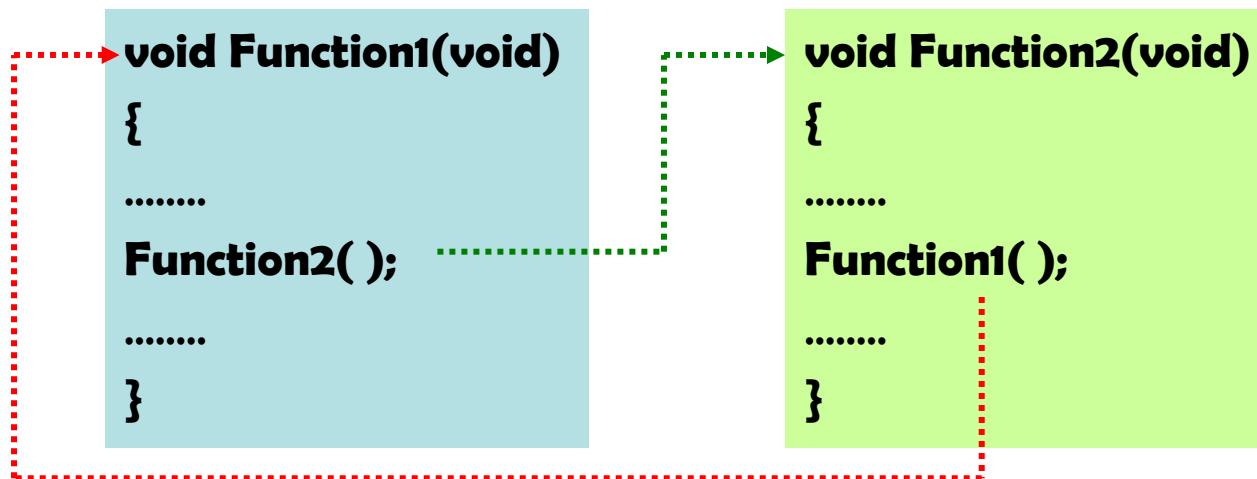 void Function1(void)
{
........
Function2( );
........
}
void Function2(void)
{
........
Function1( );
........
}